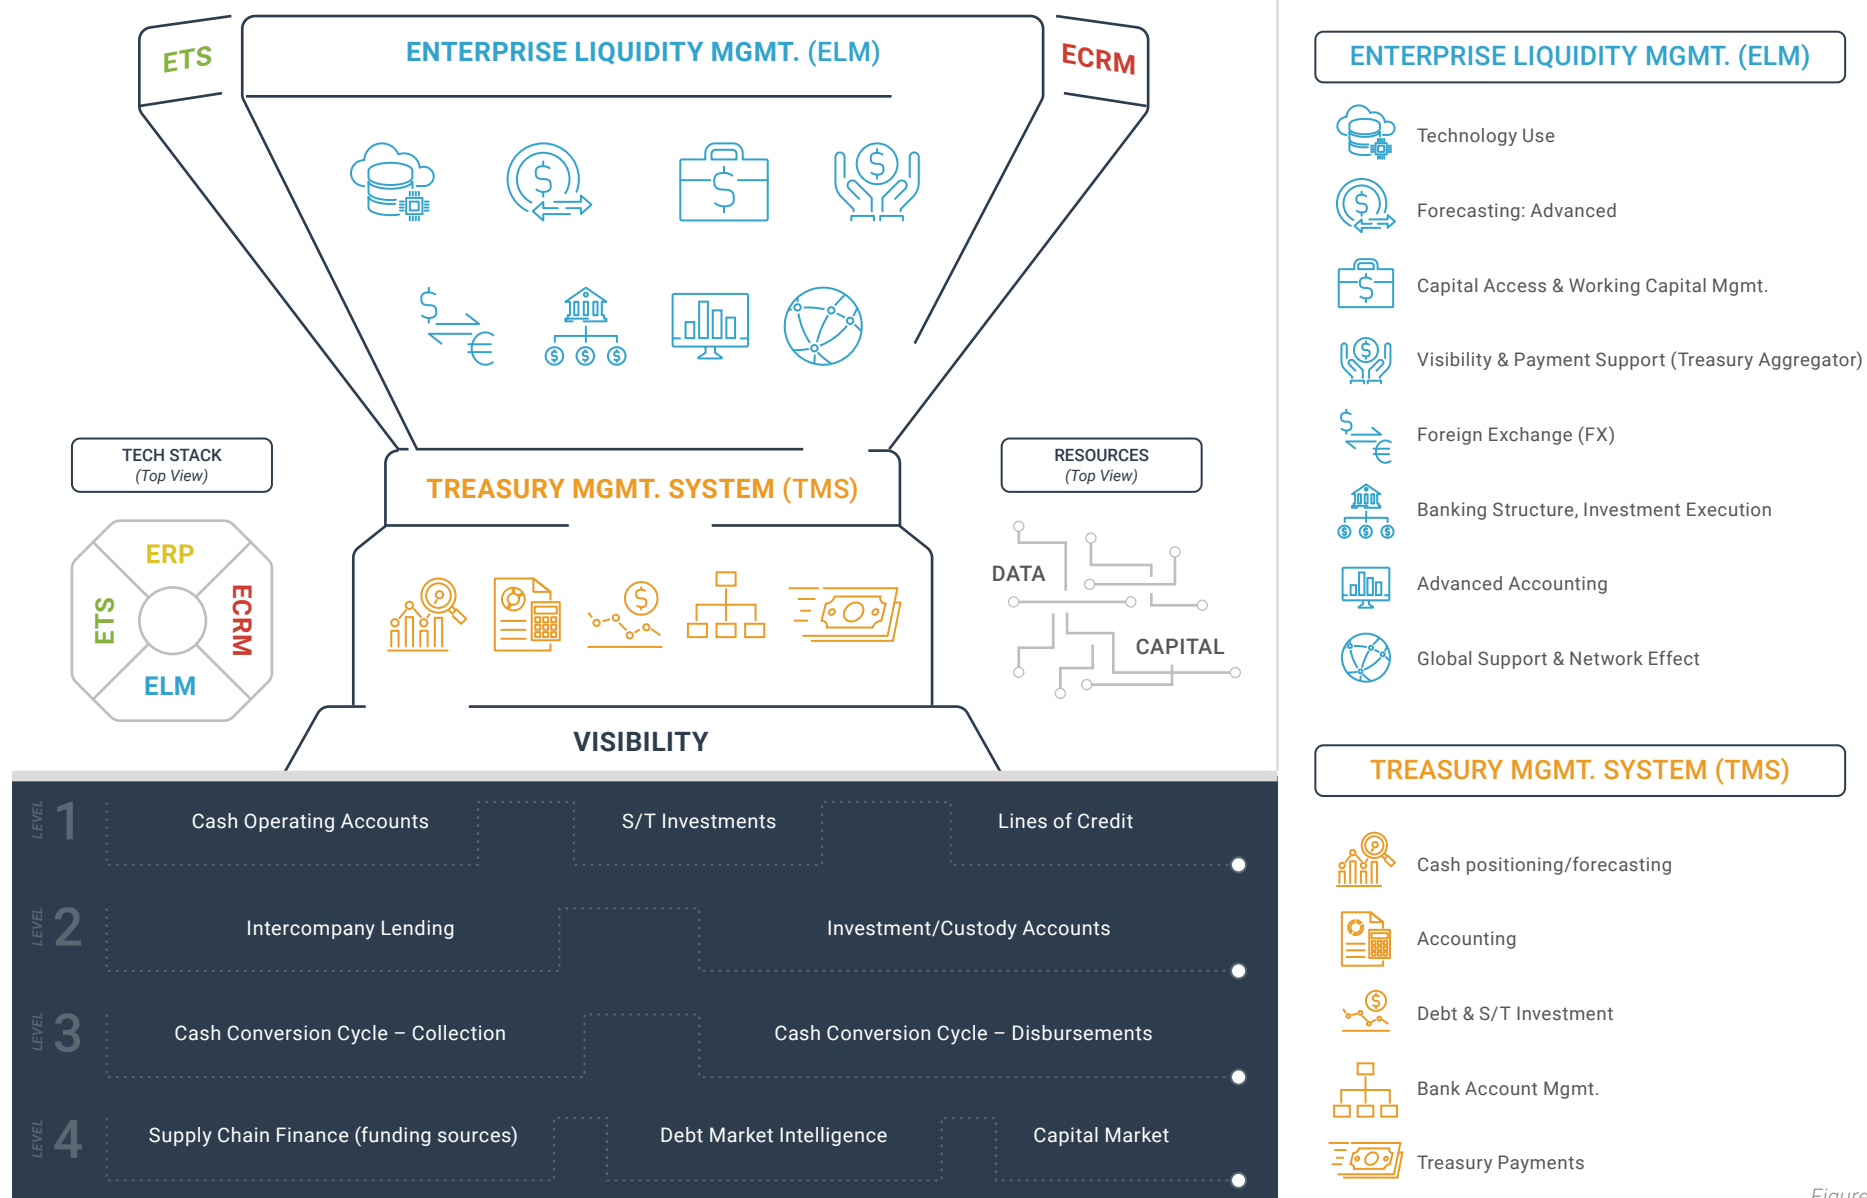 ETS
ENTERPRISE LIQUIDITY MGMT. (ELM)
ECRM
TECH STACK
(Top View)
ERP
ETS
ECRM
ELM
TREASURY MGMT. SYSTEM (TMS)
RESOURCES
(Top View)
DATA
CAPITAL
VISIBILITY
LEVEL 1
Cash Operating Accounts
S/T Investments
Lines of Credit
LEVEL 2
Intercompany Lending
Investment/Custody Accounts
LEVEL 3
Cash Conversion Cycle – Collection
Cash Conversion Cycle – Disbursements
LEVEL 4
Supply Chain Finance (funding sources)
Debt Market Intelligence
Capital Market
ENTERPRISE LIQUIDITY MGMT. (ELM)
Technology Use
Forecasting: Advanced
Capital Access & Working Capital Mgmt.
Visibility & Payment Support (Treasury Aggregator)
Foreign Exchange (FX)
Banking Structure, Investment Execution
Advanced Accounting
Global Support & Network Effect
TREASURY MGMT. SYSTEM (TMS)
Cash positioning/forecasting
Accounting
Debt & S/T Investment
Bank Account Mgmt.
Treasury Payments
Figure